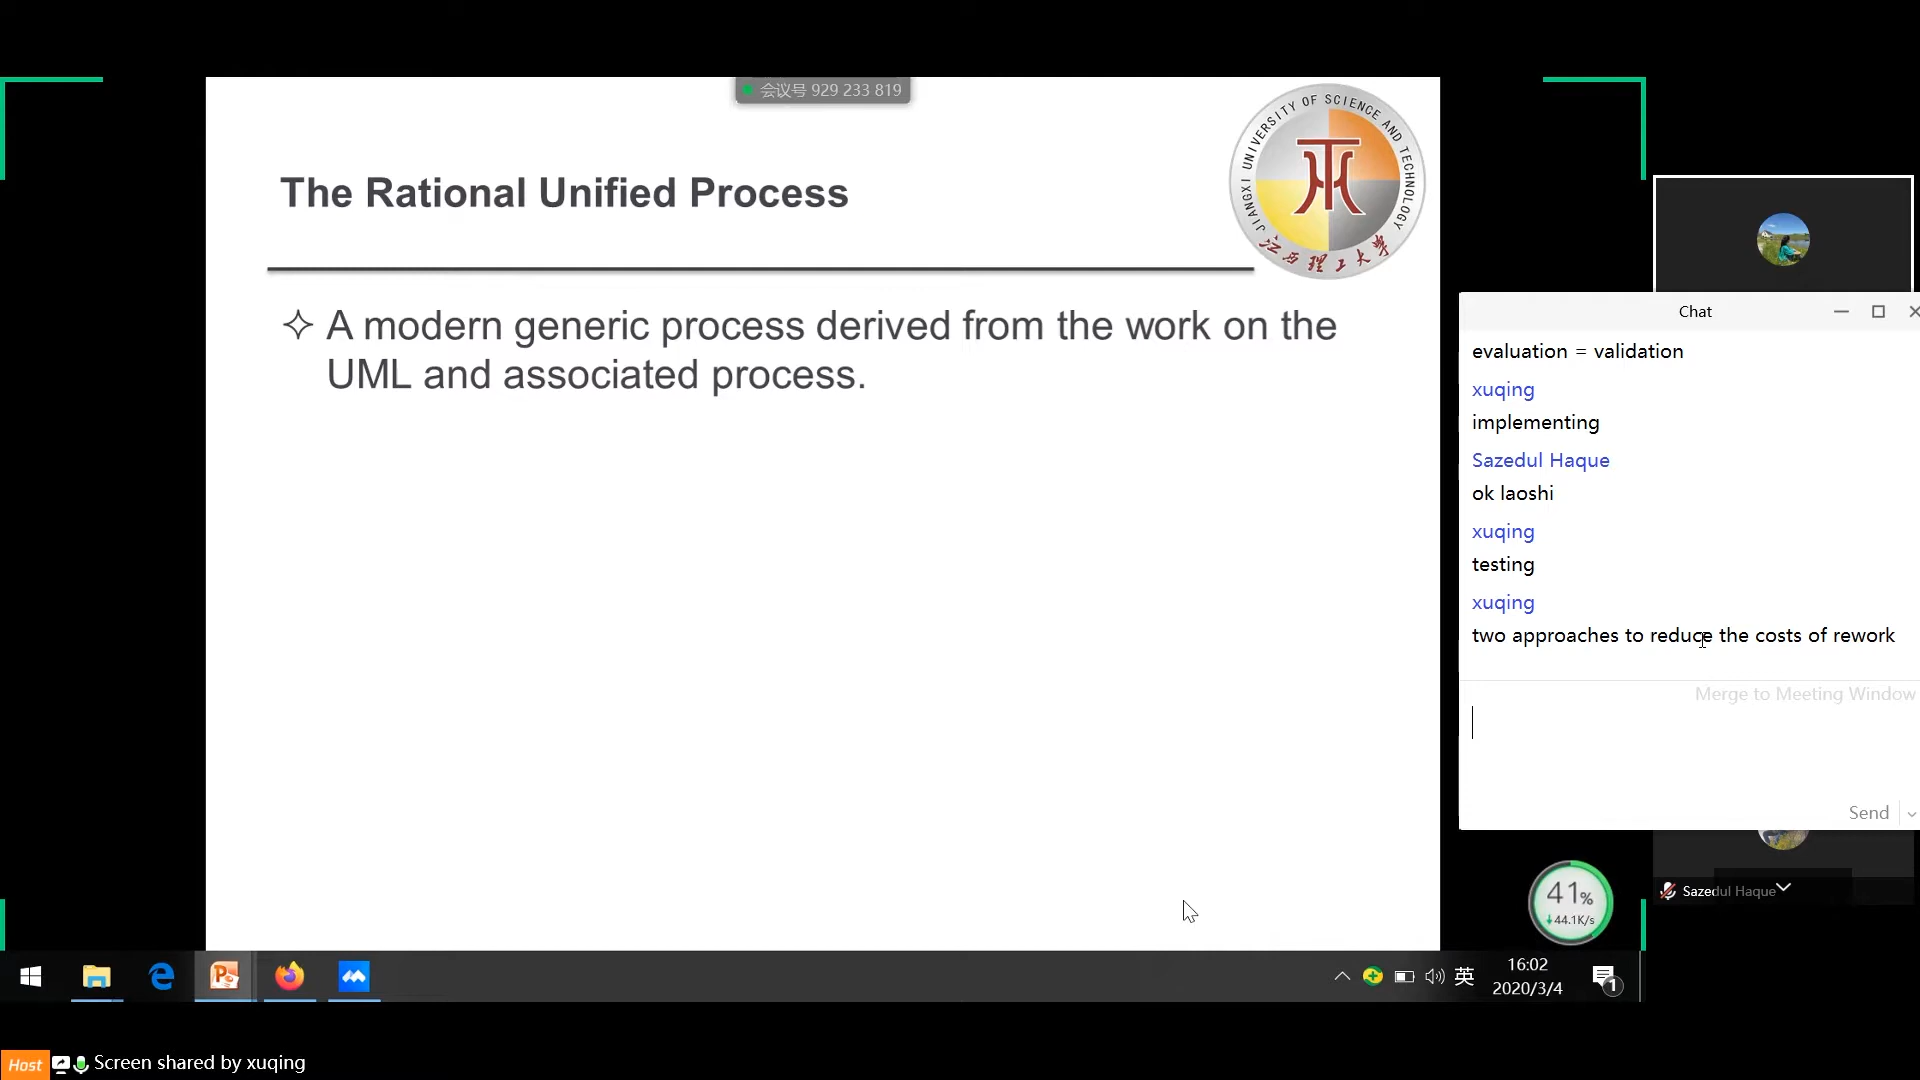 会议号 929 233 819
JIANGXI UNIVERSITY OF SCIENCE AND TECHNOLOGY
江西理工大学
The Rational Unified Process
A modern generic process derived from the work on the
UML and associated process.
Chat
evaluation = validation
xuqing
implementing
Sazedul Haque
ok laoshi
xuqing
testing
xuqing
two approaches to reduce the costs of rework
Merge to Meeting Window
Send
41%
44.1K/s
Sazedul Haque
英
16:02
2020/3/4
1
Host
Screen shared by xuqing